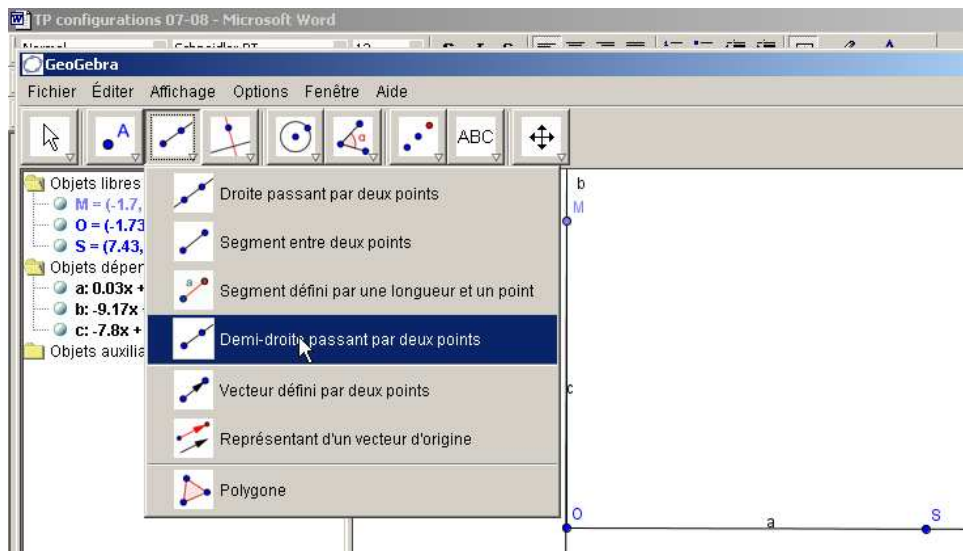 TP configurations 07-08 - Microsoft Word
GeoGebra
Fichier Éditer Affichage Options Fenêtre Aide
A α ABC
Objets libres
M = (-1.7,
O = (-1.73
S = (7.43,
Objets déper
a: 0.03x +
b: -9.17x
c: -7.8x +
Objets auxilia
Droite passant par deux points
Segment entre deux points
a
Segment défini par une longueur et un point
Demi-droite passant par deux points
Vecteur défini par deux points
Représentant d'un vecteur d'origine
Polygone
b
M
c
O
a
S